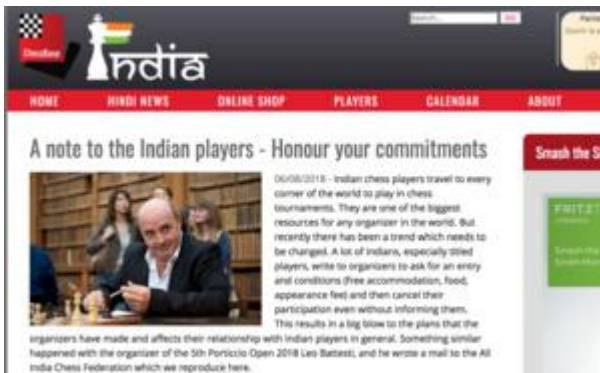 ChessBase
India
Search...
GO
HOME
HINDI NEWS
ONLINE SHOP
PLAYERS
CALENDAR
ABOUT
A note to the Indian players - Honour your commitments
Smash the S
06/08/2018 - Indian chess players travel to every
corner of the world to play in chess
tournaments. They are one of the biggest
resources for any organizer in the world. But
recently there has been a trend which needs to
be changed. A lot of Indians, especially titled
players, write to organizers to ask for an entry
and conditions (free accommodation, food,
appearance fee) and then cancel their
participation even without informing them.
This results in a big blow to the plans that the
organizers have made and affects their relationship with Indian players in general. Something similar
happened with the organizer of the 5th Porticcio Open 2018 Leo Battesti, and he wrote a mail to the All
India Chess Federation which we reproduce here.
FRITZ